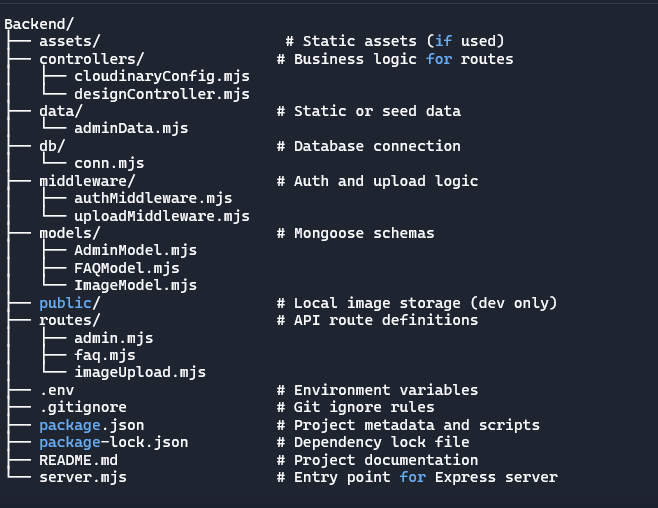 Backend/
├── assets/                     # Static assets (if used)
├── controllers/               # Business logic for routes
│   ├── cloudinaryConfig.mjs
│   └── designController.mjs
├── data/                      # Static or seed data
│   └── adminData.mjs
├── db/                        # Database connection
│   └── conn.mjs
├── middleware/                # Auth and upload logic
│   ├── authMiddleware.mjs
│   └── uploadMiddleware.mjs
├── models/                    # Mongoose schemas
│   ├── AdminModel.mjs
│   ├── FAQModel.mjs
│   └── ImageModel.mjs
├── public/                    # Local image storage (dev only)
├── routes/                    # API route definitions
│   ├── admin.mjs
│   ├── faq.mjs
│   └── imageUpload.mjs
├── .env                       # Environment variables
├── .gitignore                 # Git ignore rules
├── package.json               # Project metadata and scripts
├── package-lock.json          # Dependency lock file
├── README.md                  # Project documentation
└── server.mjs                 # Entry point for Express server